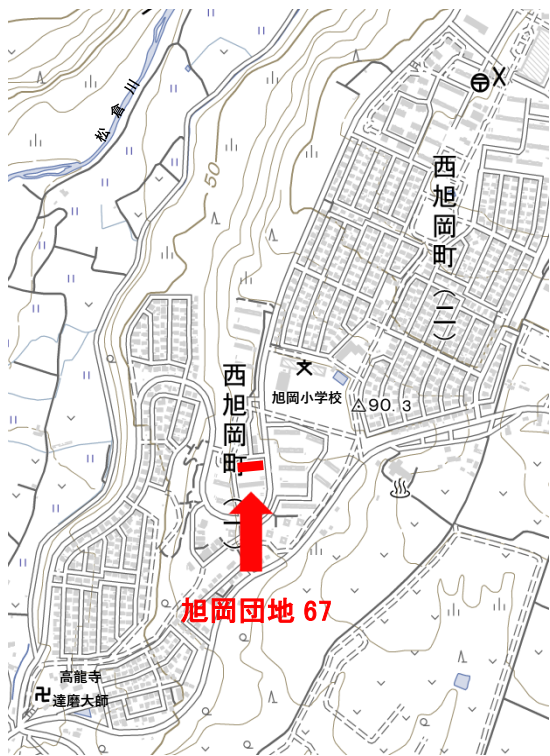 松倉川
50
西旭岡町（二）
旭岡小学校
90.3
西旭岡町（一）
旭岡団地 67
高龍寺
達磨大師